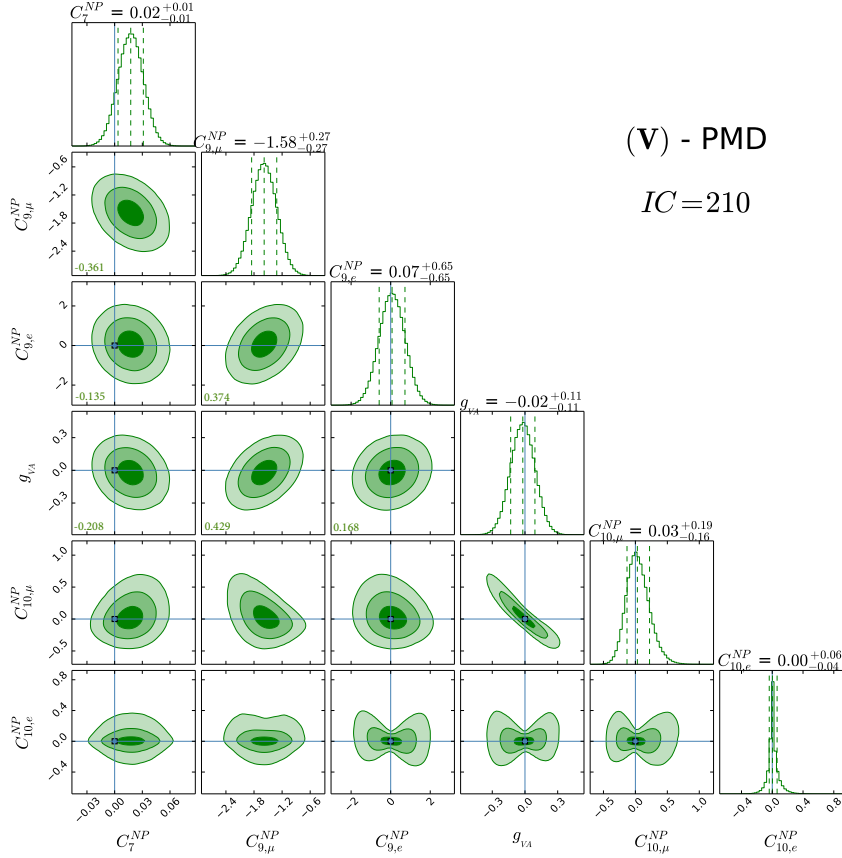 C_7^{NP} = 0.02^{+0.01}_{-0.01}
(V) - PMD
C_{9,μ}^{NP} = −1.58^{+0.27}_{-0.27}
IC=210
−0.6
−1.2
−1.8
−2.4
C_{9,μ}^{NP}
-0.361
C_{9,e}^{NP} = 0.07^{+0.65}_{-0.65}
2
0
2
C_{9,e}^{NP}
-0.135
0.374
g_{VA} = −0.02^{+0.11}_{-0.11}
0.3
0.0
−0.3
g_{VA}
-0.208
0.429
0.168
C_{10,μ}^{NP} = 0.03^{+0.19}_{-0.16}
1.0
0.5
0.0
−0.5
C_{10,μ}^{NP}
C_{10,e}^{NP} = 0.00^{+0.06}_{-0.04}
0.8
0.4
0.0
−0.4
C_{10,e}^{NP}
−0.03 0.00 0.03 0.06 −2.4 −1.8 −1.2 −0.6 −2 0 2 −0.3 0.0 0.3 −0.5 0.0 0.5 1.0 −0.4 0.0 0.4 0.8
C_7^{NP} C_{9,μ}^{NP} C_{9,e}^{NP} g_{VA} C_{10,μ}^{NP} C_{10,e}^{NP}